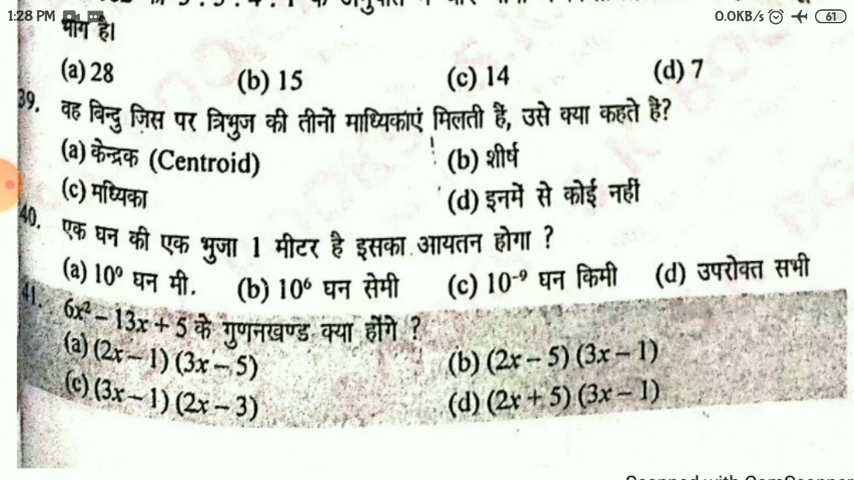 1:28 PM 0.0KB/s 61
भाग है।
(a) 28 (b) 15 (c) 14 (d) 7
39. वह बिन्दु जिस पर त्रिभुज की तीनों माध्यिकाएं मिलती हैं, उसे क्या कहते हैं?
(a) केन्द्रक (Centroid) (b) शीर्ष
(c) मध्यिका (d) इनमें से कोई नहीं
40. एक घन की एक भुजा 1 मीटर है इसका आयतन होगा ?
(a) 10⁰ घन मी. (b) 10⁶ घन सेमी (c) 10⁻⁹ घन किमी (d) उपरोक्त सभी
41. 6x² – 13x + 5 के गुणनखण्ड क्या होंगे ?
(a) (2x – 1) (3x – 5) (b) (2x – 5) (3x – 1)
(c) (3x – 1) (2x – 3) (d) (2x + 5) (3x – 1)